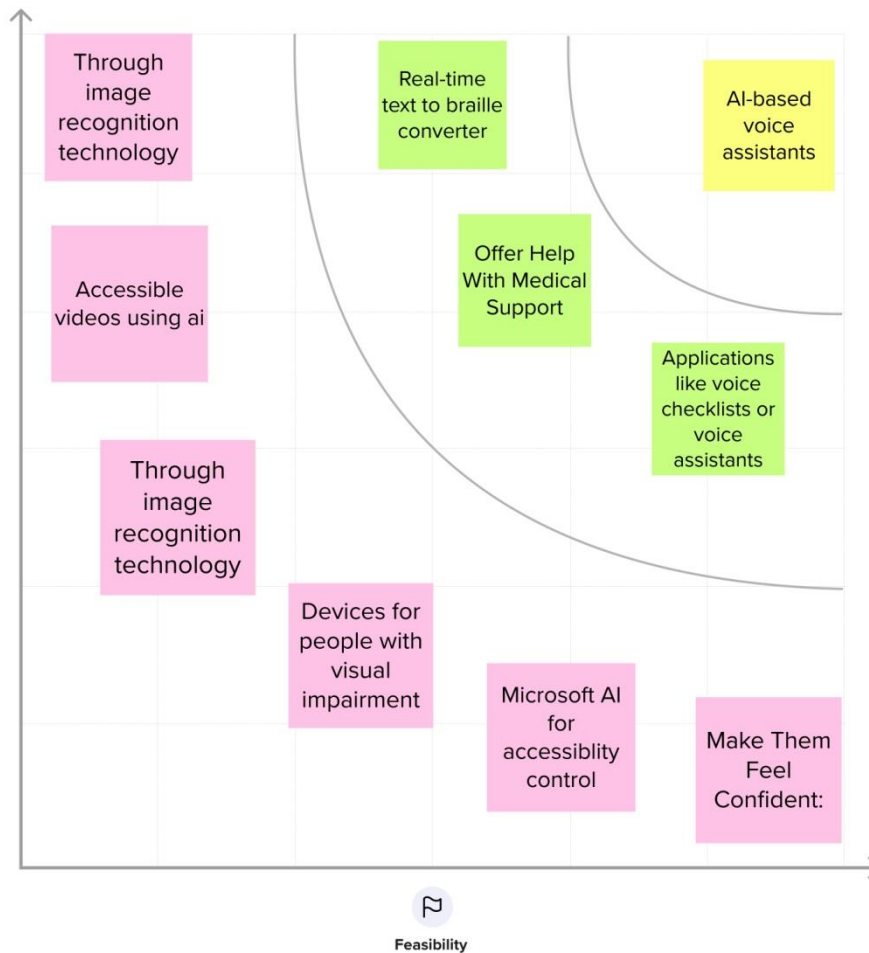 Through
image
recognition
technology
Real-time
text to braille
converter
AI-based
voice
assistants
Accessible
videos using ai
Offer Help
With Medical
Support
Applications
like voice
checklists or
voice
assistants
Through
image
recognition
technology
Devices for
people with
visual
impairment
Microsoft AI
for
accessiblity
control
Make Them
Feel
Confident:
Feasibility